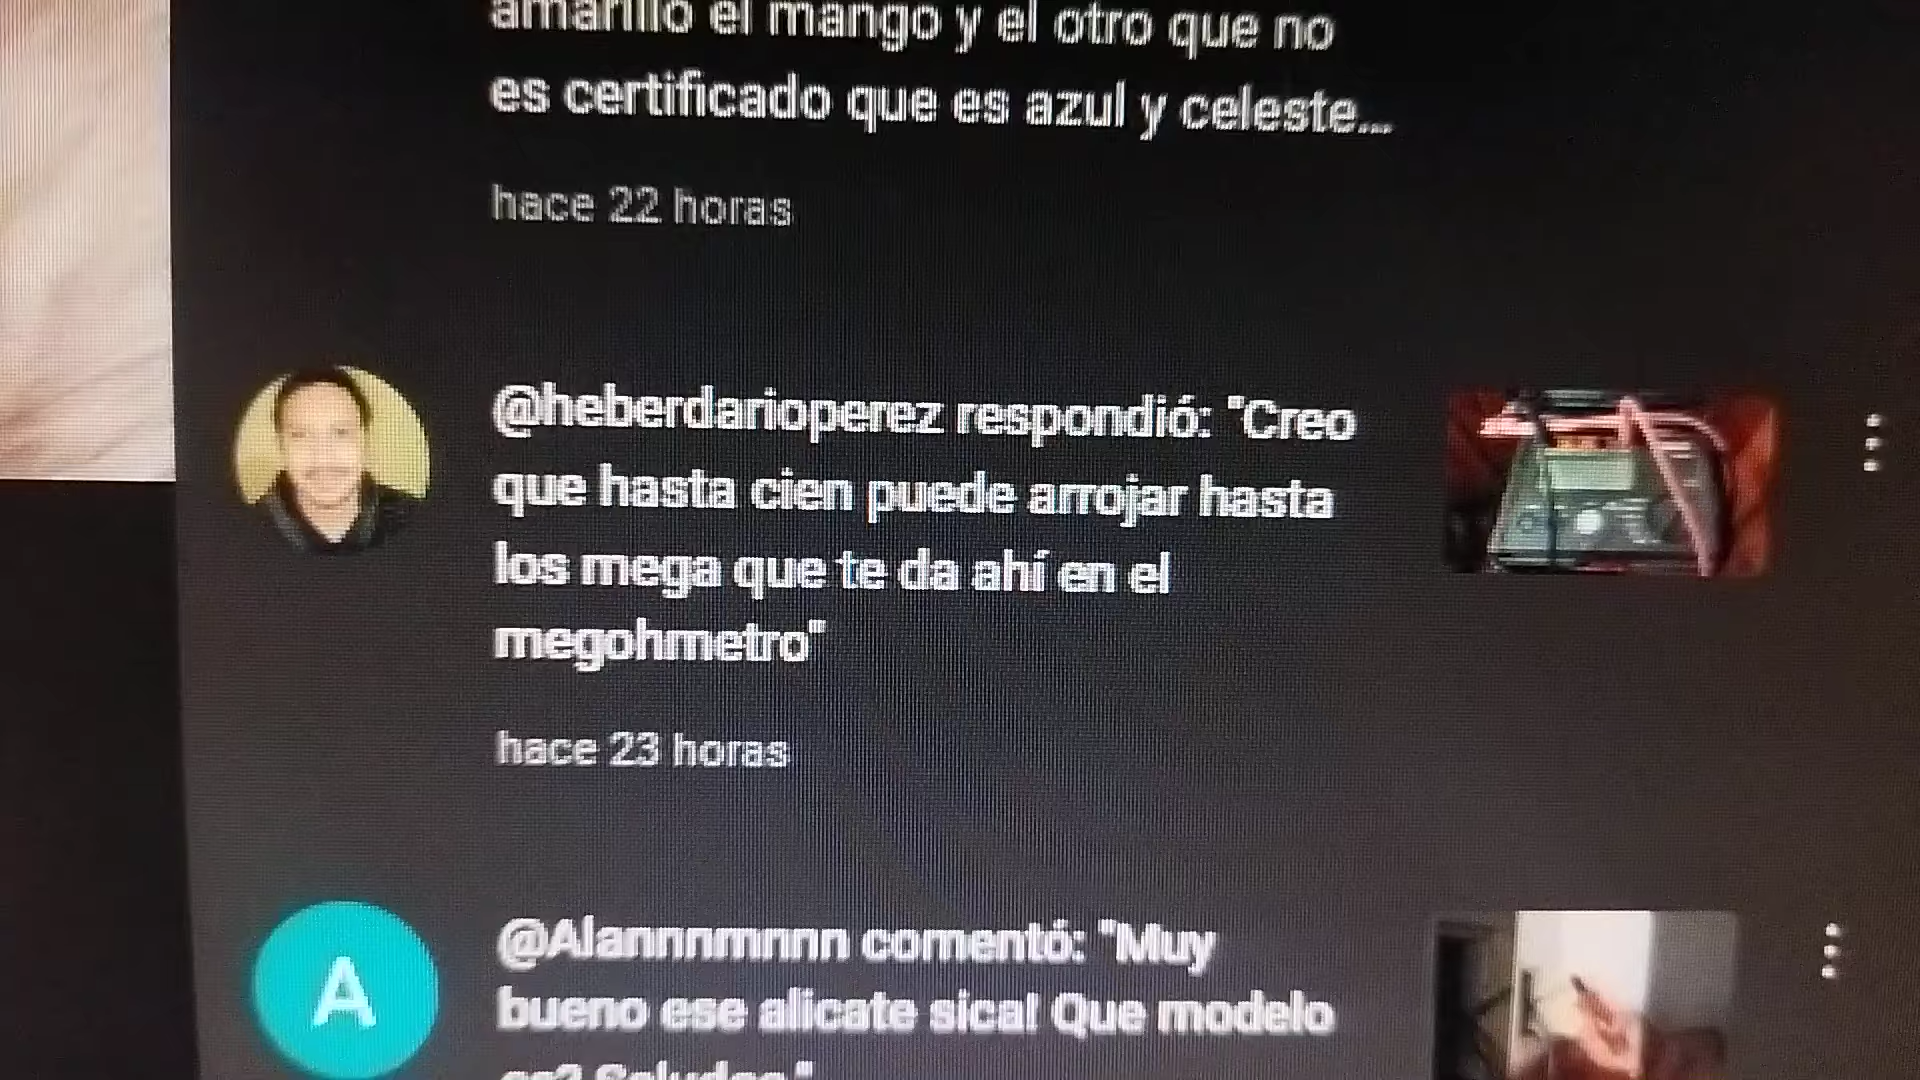 amarillo el mango y el otro que no
es certificado que es azul y celeste...
hace 22 horas
@heberdarioperez respondió: "Creo
que hasta cien puede arrojar hasta
los mega que te da ahí en el
megohmetro"
hace 23 horas
A
@Alannnmnnn comentó: "Muy
bueno ese alicate sica! Que modelo
es? Saludos"